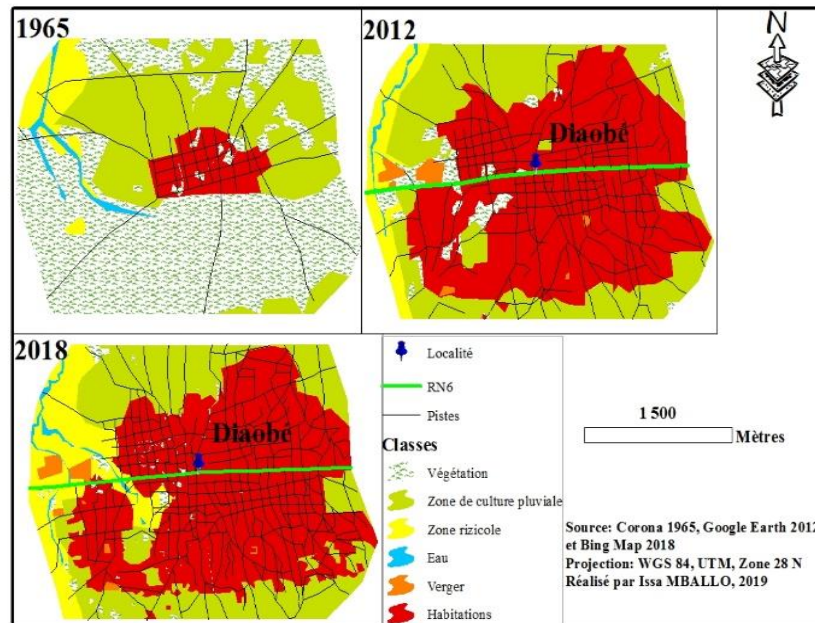 1965
2012
N
Diaobé
2018
Diaobé
Localité
RN6
Pistes
Classes
Végétation
Zone de culture pluviale
Zone rizicole
Eau
Verger
Habitations
1 500
Mètres
Source: Corona 1965, Google Earth 2012
et Bing Map 2018
Projection: WGS 84, UTM, Zone 28 N
Réalisé par Issa MBALLO, 2019